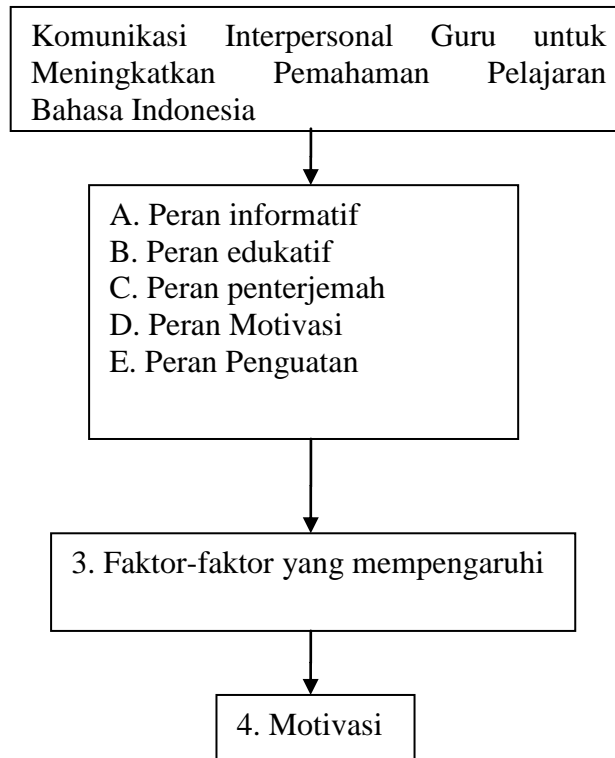 Komunikasi Interpersonal Guru untuk
Meningkatkan Pemahaman Pelajaran
Bahasa Indonesia
A. Peran informatif
B. Peran edukatif
C. Peran penterjemah
D. Peran Motivasi
E. Peran Penguatan
3. Faktor-faktor yang mempengaruhi
4. Motivasi